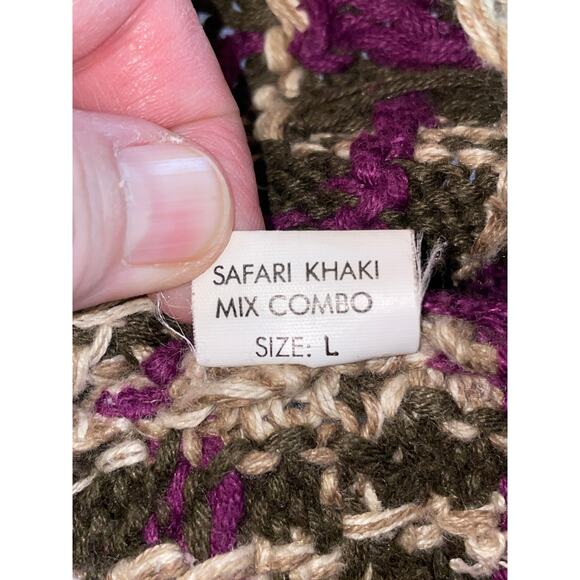 SAFARI KHAKI
MIX COMBO
SIZE: L